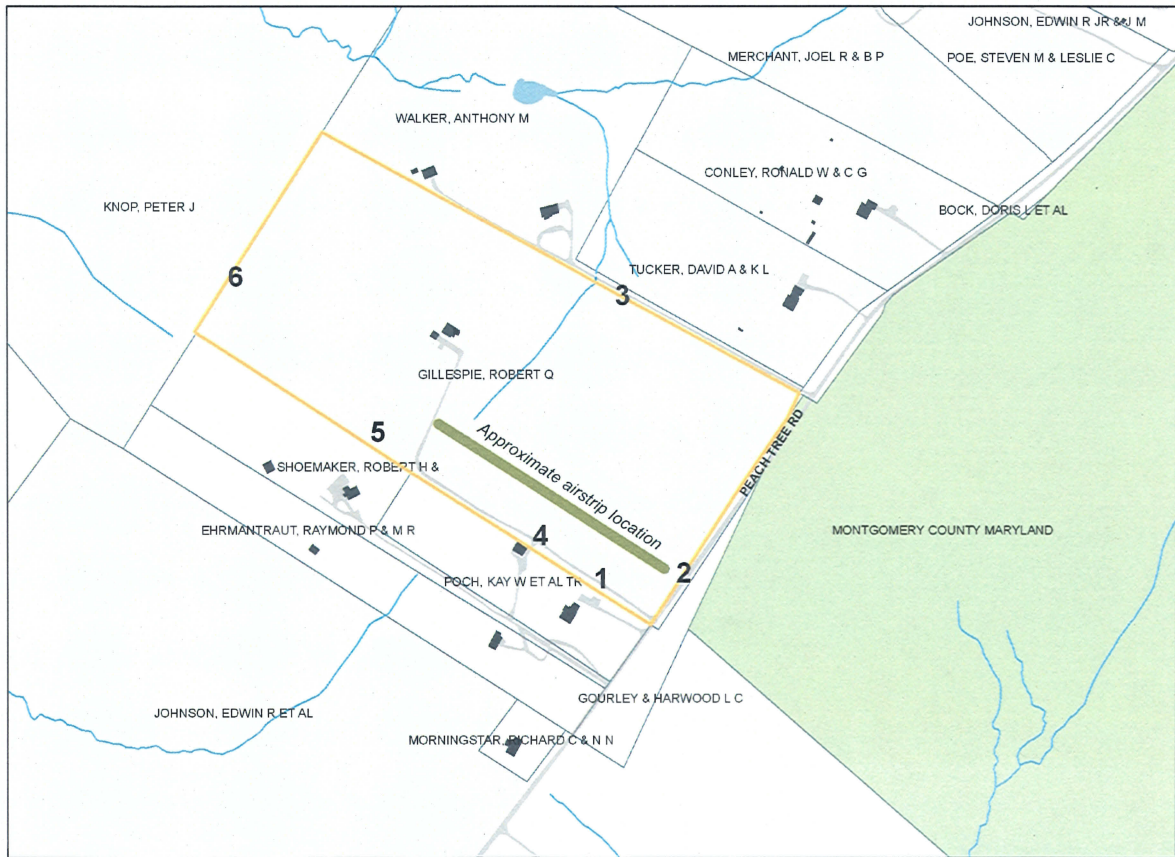 JOHNSON, EDWIN R JR & J M
MERCHANT, JOEL R & B P
POE, STEVEN M & LESLIE C
WALKER, ANTHONY M
CONLEY, RONALD W & C G
KNOP, PETER J
BOCK, DORIS L ET AL
TUCKER, DAVID A & K L
6
3
GILLESPIE, ROBERT Q
PEACH TREE RD
5
Approximate airstrip location
SHOEMAKER, ROBERT H &
EHRMANTRAUT, RAYMOND P & M R
MONTGOMERY COUNTY MARYLAND
4
2
1
POCH, KAY W ET AL TR
GOURLEY & HARWOOD L C
JOHNSON, EDWIN R ET AL
MORNINGSTAR, RICHARD C & N N